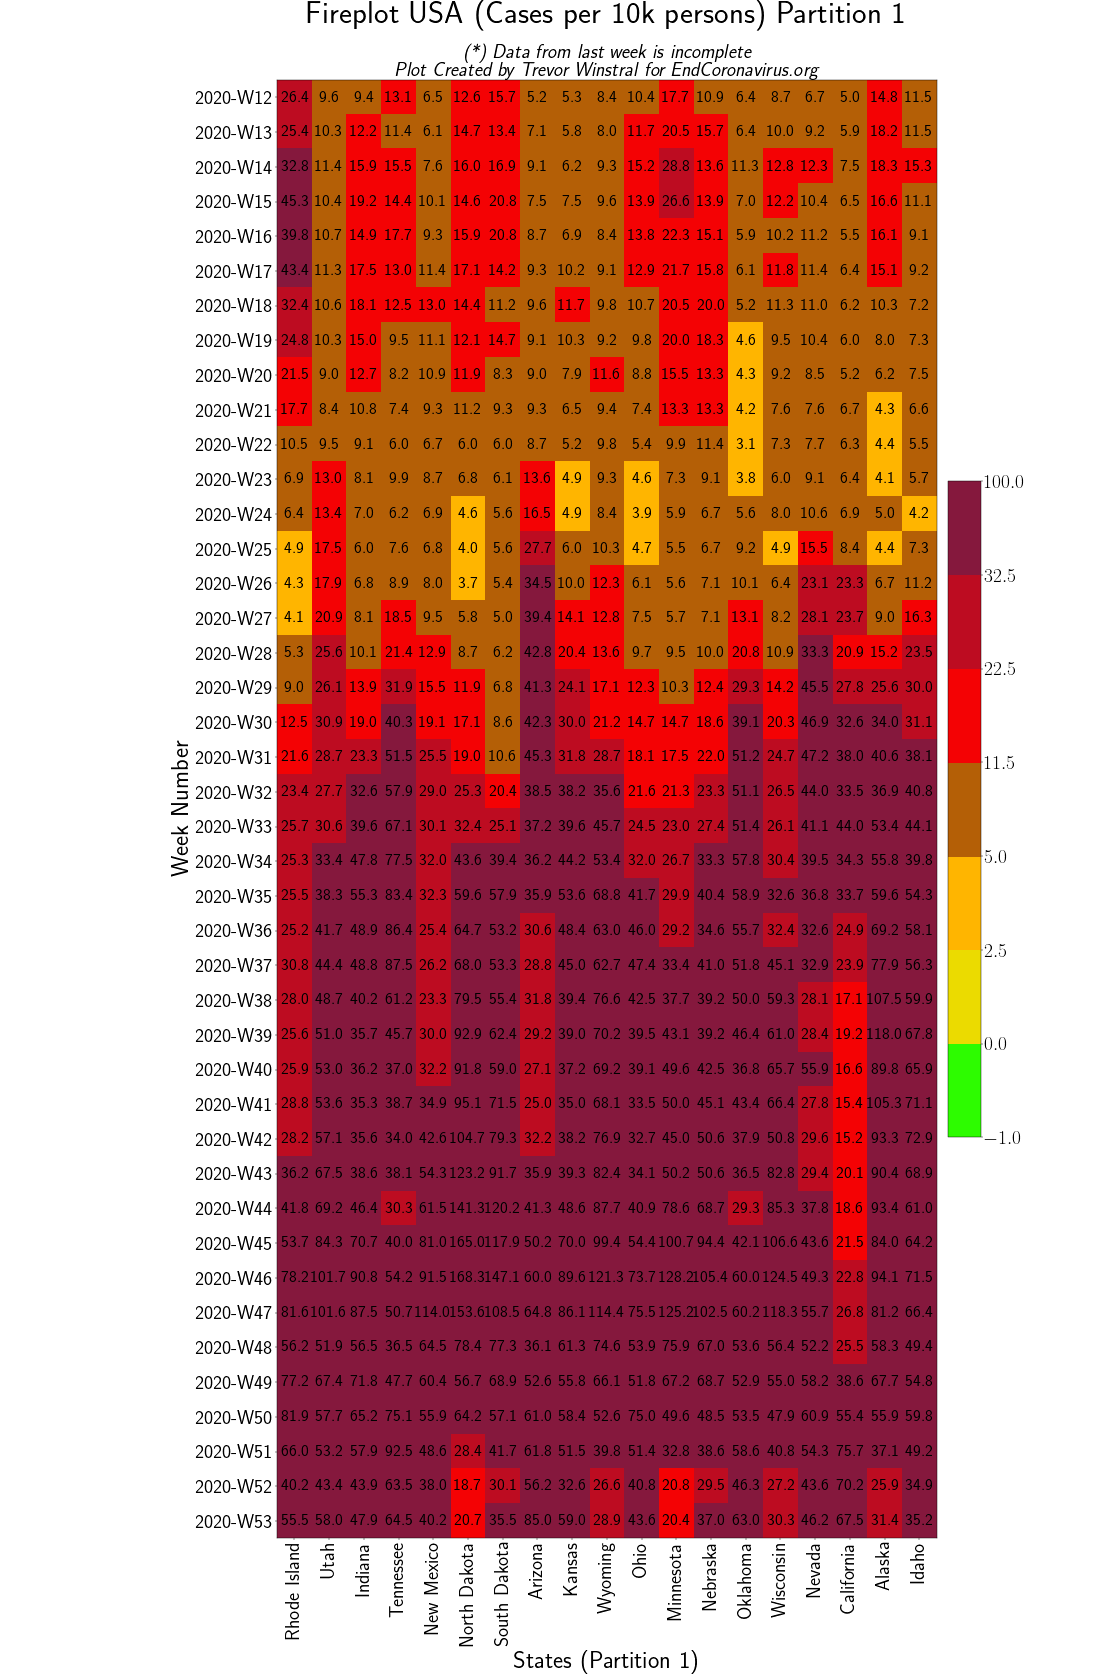 Fireplot USA (Cases per 10k persons) Partition 1
(*) Data from last week is incomplete
Plot Created by Trevor Winstral for EndCoronavirus.org
2020-W12 26.4 9.6 9.4 13.1 6.5 12.6 15.7 5.2 5.3 8.4 10.4 17.7 10.9 6.4 8.7 6.7 5.0 14.8 11.5
2020-W13 25.4 10.3 12.2 11.4 6.1 14.7 13.4 7.1 5.8 8.0 11.7 20.5 15.7 6.4 10.0 9.2 5.9 18.2 11.5
2020-W14 32.8 11.4 15.9 15.5 7.6 16.0 16.9 9.1 6.2 9.3 15.2 28.8 13.6 11.3 12.8 12.3 7.5 18.3 15.3
2020-W15 45.3 10.4 19.2 14.4 10.1 14.6 20.8 7.5 7.5 9.6 13.9 26.6 13.9 7.0 12.2 10.4 6.5 16.6 11.1
2020-W16 39.8 10.7 14.9 17.7 9.3 15.9 20.8 8.7 6.9 8.4 13.8 22.3 15.1 5.9 10.2 11.2 5.5 16.1 9.1
2020-W17 43.4 11.3 17.5 13.0 11.4 17.1 14.2 9.3 10.2 9.1 12.9 21.7 15.8 6.1 11.8 11.4 6.4 15.1 9.2
2020-W18 32.4 10.6 18.1 12.5 13.0 14.4 11.2 9.6 11.7 9.8 10.7 20.5 20.0 5.2 11.3 11.0 6.2 10.3 7.2
2020-W19 24.8 10.3 15.0 9.5 11.1 12.1 14.7 9.1 10.3 9.2 9.8 20.0 18.3 4.6 9.5 10.4 6.0 8.0 7.3
2020-W20 21.5 9.0 12.7 8.2 10.9 11.9 8.3 9.0 7.9 11.6 8.8 15.5 13.3 4.3 9.2 8.5 5.2 6.2 7.5
2020-W21 17.7 8.4 10.8 7.4 9.3 11.2 9.3 9.3 6.5 9.4 7.4 13.3 13.3 4.2 7.6 7.6 6.7 4.3 6.6
2020-W22 10.5 9.5 9.1 6.0 6.7 6.0 6.0 8.7 5.2 9.8 5.4 9.9 11.4 3.1 7.3 7.7 6.3 4.4 5.5
2020-W23 6.9 13.0 8.1 9.9 8.7 6.8 6.1 13.6 4.9 9.3 4.6 7.3 9.1 3.8 6.0 9.1 6.4 4.1 5.7
2020-W24 6.4 13.4 7.0 6.2 6.9 4.6 5.6 16.5 4.9 8.4 3.9 5.9 6.7 5.6 8.0 10.6 6.9 5.0 4.2
2020-W25 4.9 17.5 6.0 7.6 6.8 4.0 5.6 27.7 6.0 10.3 4.7 5.5 6.7 9.2 4.9 15.5 8.4 4.4 7.3
2020-W26 4.3 17.9 6.8 8.9 8.0 3.7 5.4 34.5 10.0 12.3 6.1 5.6 7.1 10.1 6.4 23.1 23.3 6.7 11.2
2020-W27 4.1 20.9 8.1 18.5 9.5 5.8 5.0 39.4 14.1 12.8 7.5 5.7 7.1 13.1 8.2 28.1 23.7 9.0 16.3
2020-W28 5.3 25.6 10.1 21.4 12.9 8.7 6.2 42.8 20.4 13.6 9.7 9.5 10.0 20.8 10.9 33.3 20.9 15.2 23.5
2020-W29 9.0 26.1 13.9 31.9 15.5 11.9 6.8 41.3 24.1 17.1 12.3 10.3 12.4 29.3 14.2 45.5 27.8 25.6 30.0
2020-W30 12.5 30.9 19.0 40.3 19.1 17.1 8.6 42.3 30.0 21.2 14.7 14.7 18.6 39.1 20.3 46.9 32.6 34.0 31.1
2020-W31 21.6 28.7 23.3 51.5 25.5 19.0 10.6 45.3 31.8 28.7 18.1 17.5 22.0 51.2 24.7 47.2 38.0 40.6 38.1
2020-W32 23.4 27.7 32.6 57.9 29.0 25.3 20.4 38.5 38.2 35.6 21.6 21.3 23.3 51.1 26.5 44.0 33.5 36.9 40.8
2020-W33 25.7 30.6 39.6 67.1 30.1 32.4 25.1 37.2 39.6 45.7 24.5 23.0 27.4 51.4 26.1 41.1 44.0 53.4 44.1
2020-W34 25.3 33.4 47.8 77.5 32.0 43.6 39.4 36.2 44.2 53.4 32.0 26.7 33.3 57.8 30.4 39.5 34.3 55.8 39.8
2020-W35 25.5 38.3 55.3 83.4 32.3 59.6 57.9 35.9 53.6 68.8 41.7 29.9 40.4 58.9 32.6 36.8 33.7 59.6 54.3
2020-W36 25.2 41.7 48.9 86.4 25.4 64.7 53.2 30.6 48.4 63.0 46.0 29.2 34.6 55.7 32.4 32.6 24.9 69.2 58.1
2020-W37 30.8 44.4 48.8 87.5 26.2 68.0 53.3 28.8 45.0 62.7 47.4 33.4 41.0 51.8 45.1 32.9 23.9 77.9 56.3
2020-W38 28.0 48.7 40.2 61.2 23.3 79.5 55.4 31.8 39.4 76.6 42.5 37.7 39.2 50.0 59.3 28.1 17.1 107.5 59.9
2020-W39 25.6 51.0 35.7 45.7 30.0 92.9 62.4 29.2 39.0 70.2 39.5 43.1 39.2 46.4 61.0 28.4 19.2 118.0 67.8
2020-W40 25.9 53.0 36.2 37.0 32.2 91.8 59.0 27.1 37.2 69.2 39.1 49.6 42.5 36.8 65.7 55.9 16.6 89.8 65.9
2020-W41 28.8 53.6 35.3 38.7 34.9 95.1 71.5 25.0 35.0 68.1 33.5 50.0 45.1 43.4 66.4 27.8 15.4 105.3 71.1
2020-W42 28.2 57.1 35.6 34.0 42.6 104.7 79.3 32.2 38.2 76.9 32.7 45.0 50.6 37.9 50.8 29.6 15.2 93.3 72.9
2020-W43 36.2 67.5 38.6 38.1 54.3 123.2 91.7 35.9 39.3 82.4 34.1 50.2 50.6 36.5 82.8 29.4 20.1 90.4 68.9
2020-W44 41.8 69.2 46.4 30.3 61.5 141.3 120.2 41.3 48.6 87.7 40.9 78.6 68.7 29.3 85.3 37.8 18.6 93.4 61.0
2020-W45 53.7 84.3 70.7 40.0 81.0 165.0 117.9 50.2 70.0 99.4 54.4 100.7 94.4 42.1 106.6 43.6 21.5 84.0 64.2
2020-W46 78.2 101.7 90.8 54.2 91.5 168.3 147.1 60.0 89.6 121.3 73.7 128.2 105.4 60.0 124.5 49.3 22.8 94.1 71.5
2020-W47 81.6 101.6 87.5 50.7 114.0 153.6 108.5 64.8 86.1 114.4 75.5 125.2 102.5 60.2 118.3 55.7 26.8 81.2 66.4
2020-W48 56.2 51.9 56.5 36.5 64.5 78.4 77.3 36.1 61.3 74.6 53.9 75.9 67.0 53.6 56.4 52.2 25.5 58.3 49.4
2020-W49 77.2 67.4 71.8 47.7 60.4 56.7 68.9 52.6 55.8 66.1 51.8 67.2 68.7 52.9 55.0 58.2 38.6 67.7 54.8
2020-W50 81.9 57.7 65.2 75.1 55.9 64.2 57.1 61.0 58.4 52.6 75.0 49.6 48.5 53.5 47.9 60.9 55.4 55.9 59.8
2020-W51 66.0 53.2 57.9 92.5 48.6 28.4 41.7 61.8 51.5 39.8 51.4 32.8 38.6 58.6 40.8 54.3 75.7 37.1 49.2
2020-W52 40.2 43.4 43.9 63.5 38.0 18.7 30.1 56.2 32.6 26.6 40.8 20.8 29.5 46.3 27.2 43.6 70.2 25.9 34.9
2020-W53 55.5 58.0 47.9 64.5 40.2 20.7 35.5 85.0 59.0 28.9 43.6 20.4 37.0 63.0 30.3 46.2 67.5 31.4 35.2
Week Number
Rhode Island
Utah
Indiana
Tennessee
New Mexico
North Dakota
South Dakota
Arizona
Kansas
Wyoming
Ohio
Minnesota
Nebraska
Oklahoma
Wisconsin
Nevada
California
Alaska
Idaho
States (Partition 1)
100.0
32.5
22.5
11.5
5.0
2.5
0.0
−1.0